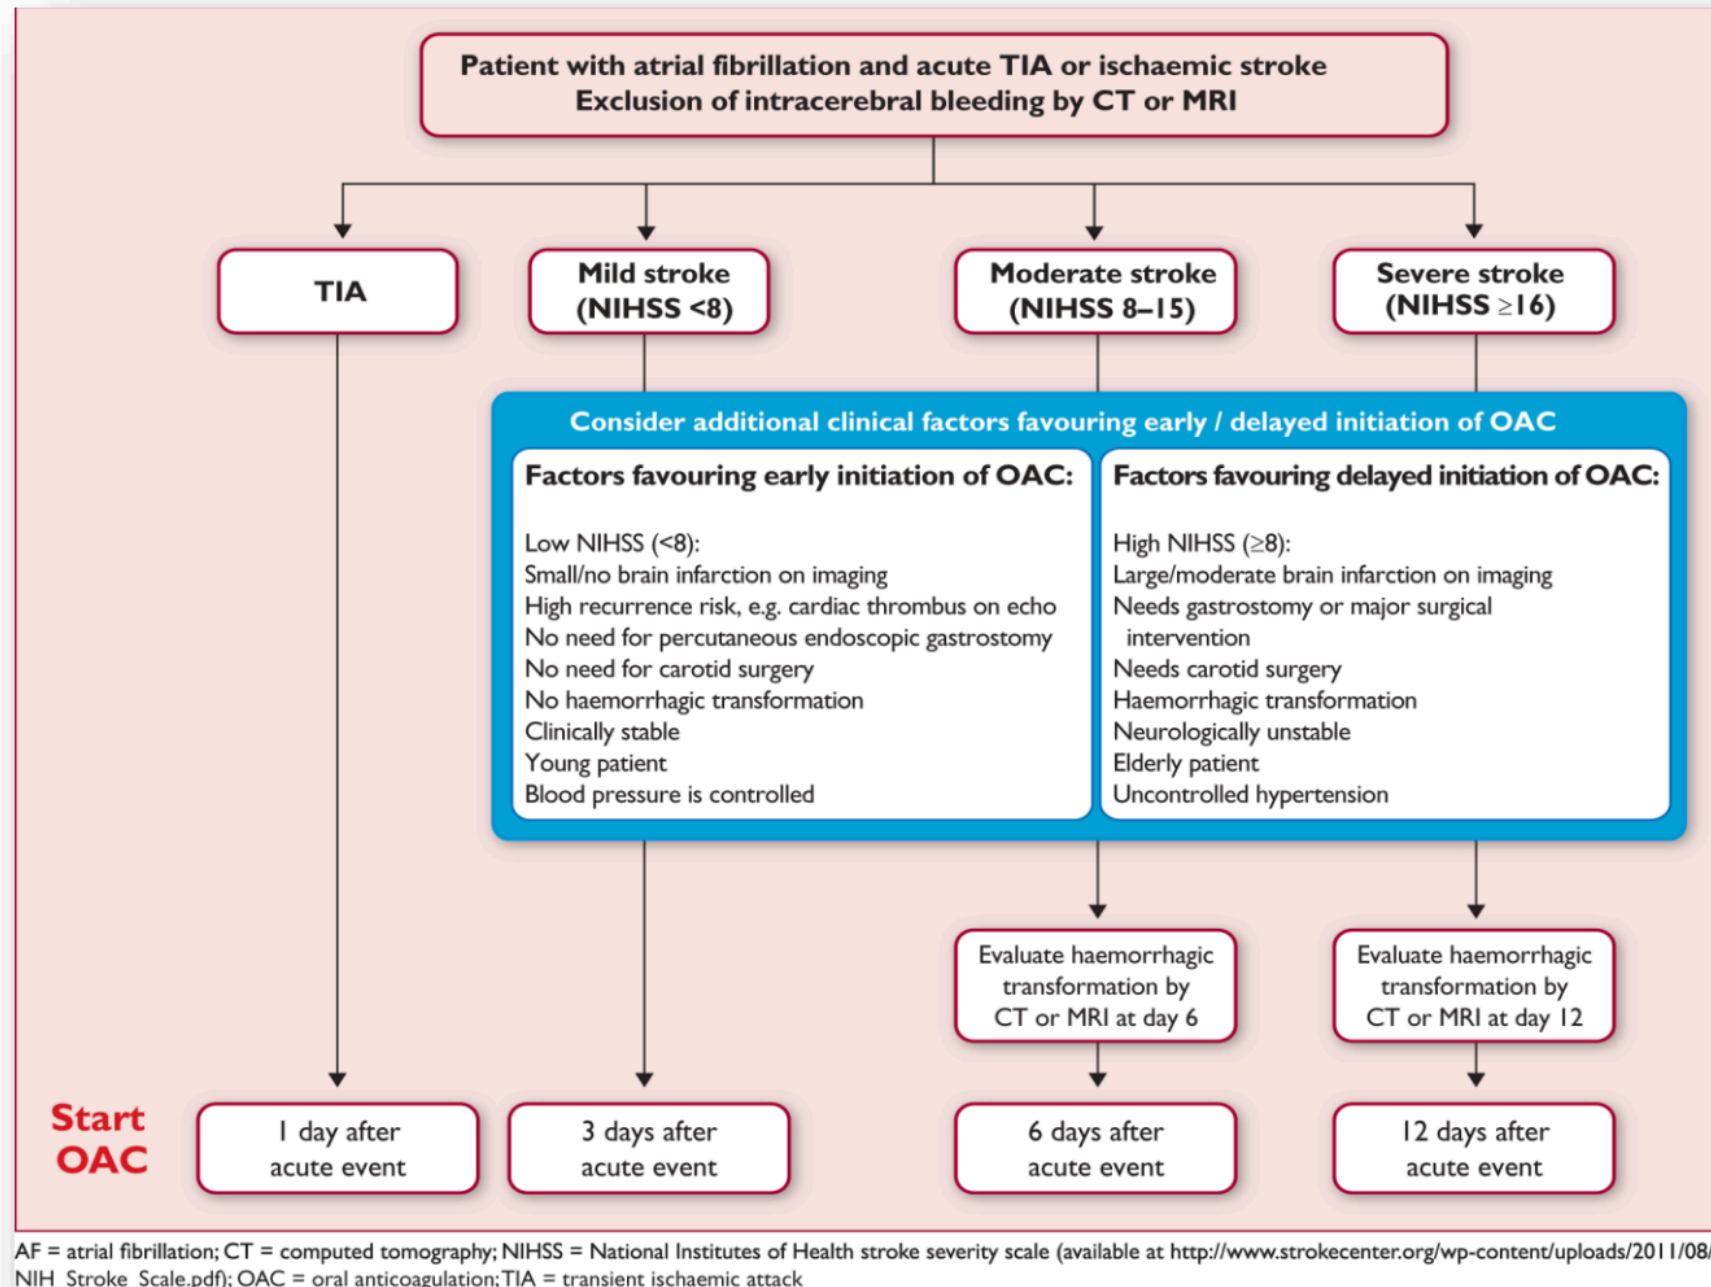 Patient with atrial fibrillation and acute TIA or ischaemic stroke
Exclusion of intracerebral bleeding by CT or MRI
TIA
Mild stroke
(NIHSS <8)
Moderate stroke
(NIHSS 8–15)
Severe stroke
(NIHSS ≥16)
Consider additional clinical factors favouring early / delayed initiation of OAC
Factors favouring early initiation of OAC:
Low NIHSS (<8):
Small/no brain infarction on imaging
High recurrence risk, e.g. cardiac thrombus on echo
No need for percutaneous endoscopic gastrostomy
No need for carotid surgery
No haemorrhagic transformation
Clinically stable
Young patient
Blood pressure is controlled
Factors favouring delayed initiation of OAC:
High NIHSS (≥8):
Large/moderate brain infarction on imaging
Needs gastrostomy or major surgical
intervention
Needs carotid surgery
Haemorrhagic transformation
Neurologically unstable
Elderly patient
Uncontrolled hypertension
Evaluate haemorrhagic
transformation by
CT or MRI at day 6
Evaluate haemorrhagic
transformation by
CT or MRI at day 12
Start
OAC
1 day after
acute event
3 days after
acute event
6 days after
acute event
12 days after
acute event
AF = atrial fibrillation; CT = computed tomography; NIHSS = National Institutes of Health stroke severity scale (available at http://www.strokecenter.org/wp-content/uploads/2011/08/
NIH_Stroke_Scale.pdf); OAC = oral anticoagulation; TIA = transient ischaemic attack